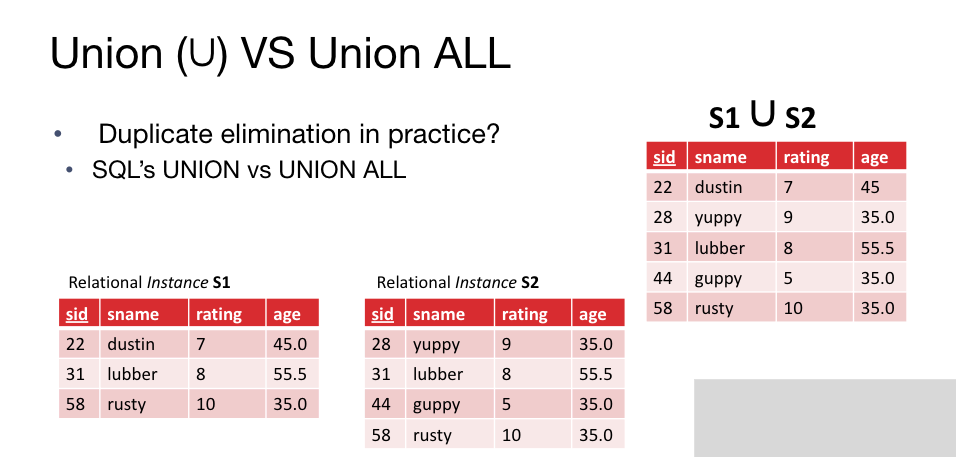 Union (∪) VS Union ALL
• Duplicate elimination in practice?
• SQL's UNION vs UNION ALL
S1 ∪ S2
sid sname rating age
22 dustin 7 45
28 yuppy 9 35.0
31 lubber 8 55.5
44 guppy 5 35.0
58 rusty 10 35.0
Relational Instance S1
sid sname rating age
22 dustin 7 45.0
31 lubber 8 55.5
58 rusty 10 35.0
Relational Instance S2
sid sname rating age
28 yuppy 9 35.0
31 lubber 8 55.5
44 guppy 5 35.0
58 rusty 10 35.0